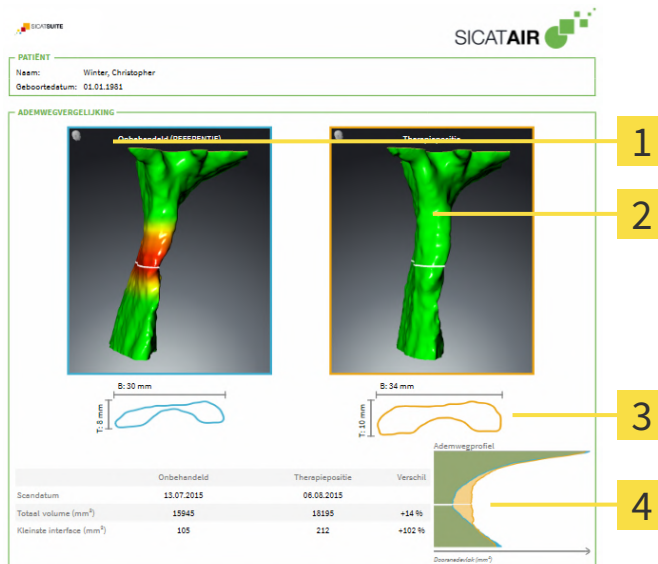 SICATSUITE
SICATAIR
PATIËNT
Naam: Winter, Christopher
Geboortedatum: 01.01.1981
ADEMWEGVERGELIJKING
Onbehandeld (REFERENTIE)
Therapiepositie
1
2
B: 30 mm
B: 34 mm
T: 8 mm
T: 10 mm
3
Ademwegprofiel
Onbehandeld Therapiepositie Verschil
Scandatum 13.07.2015 06.08.2015
Totaal volume (mm³) 15945 18195 +14 %
Kleinste interface (mm²) 105 212 +102 %
4
Doorsnedevlak (mm²)